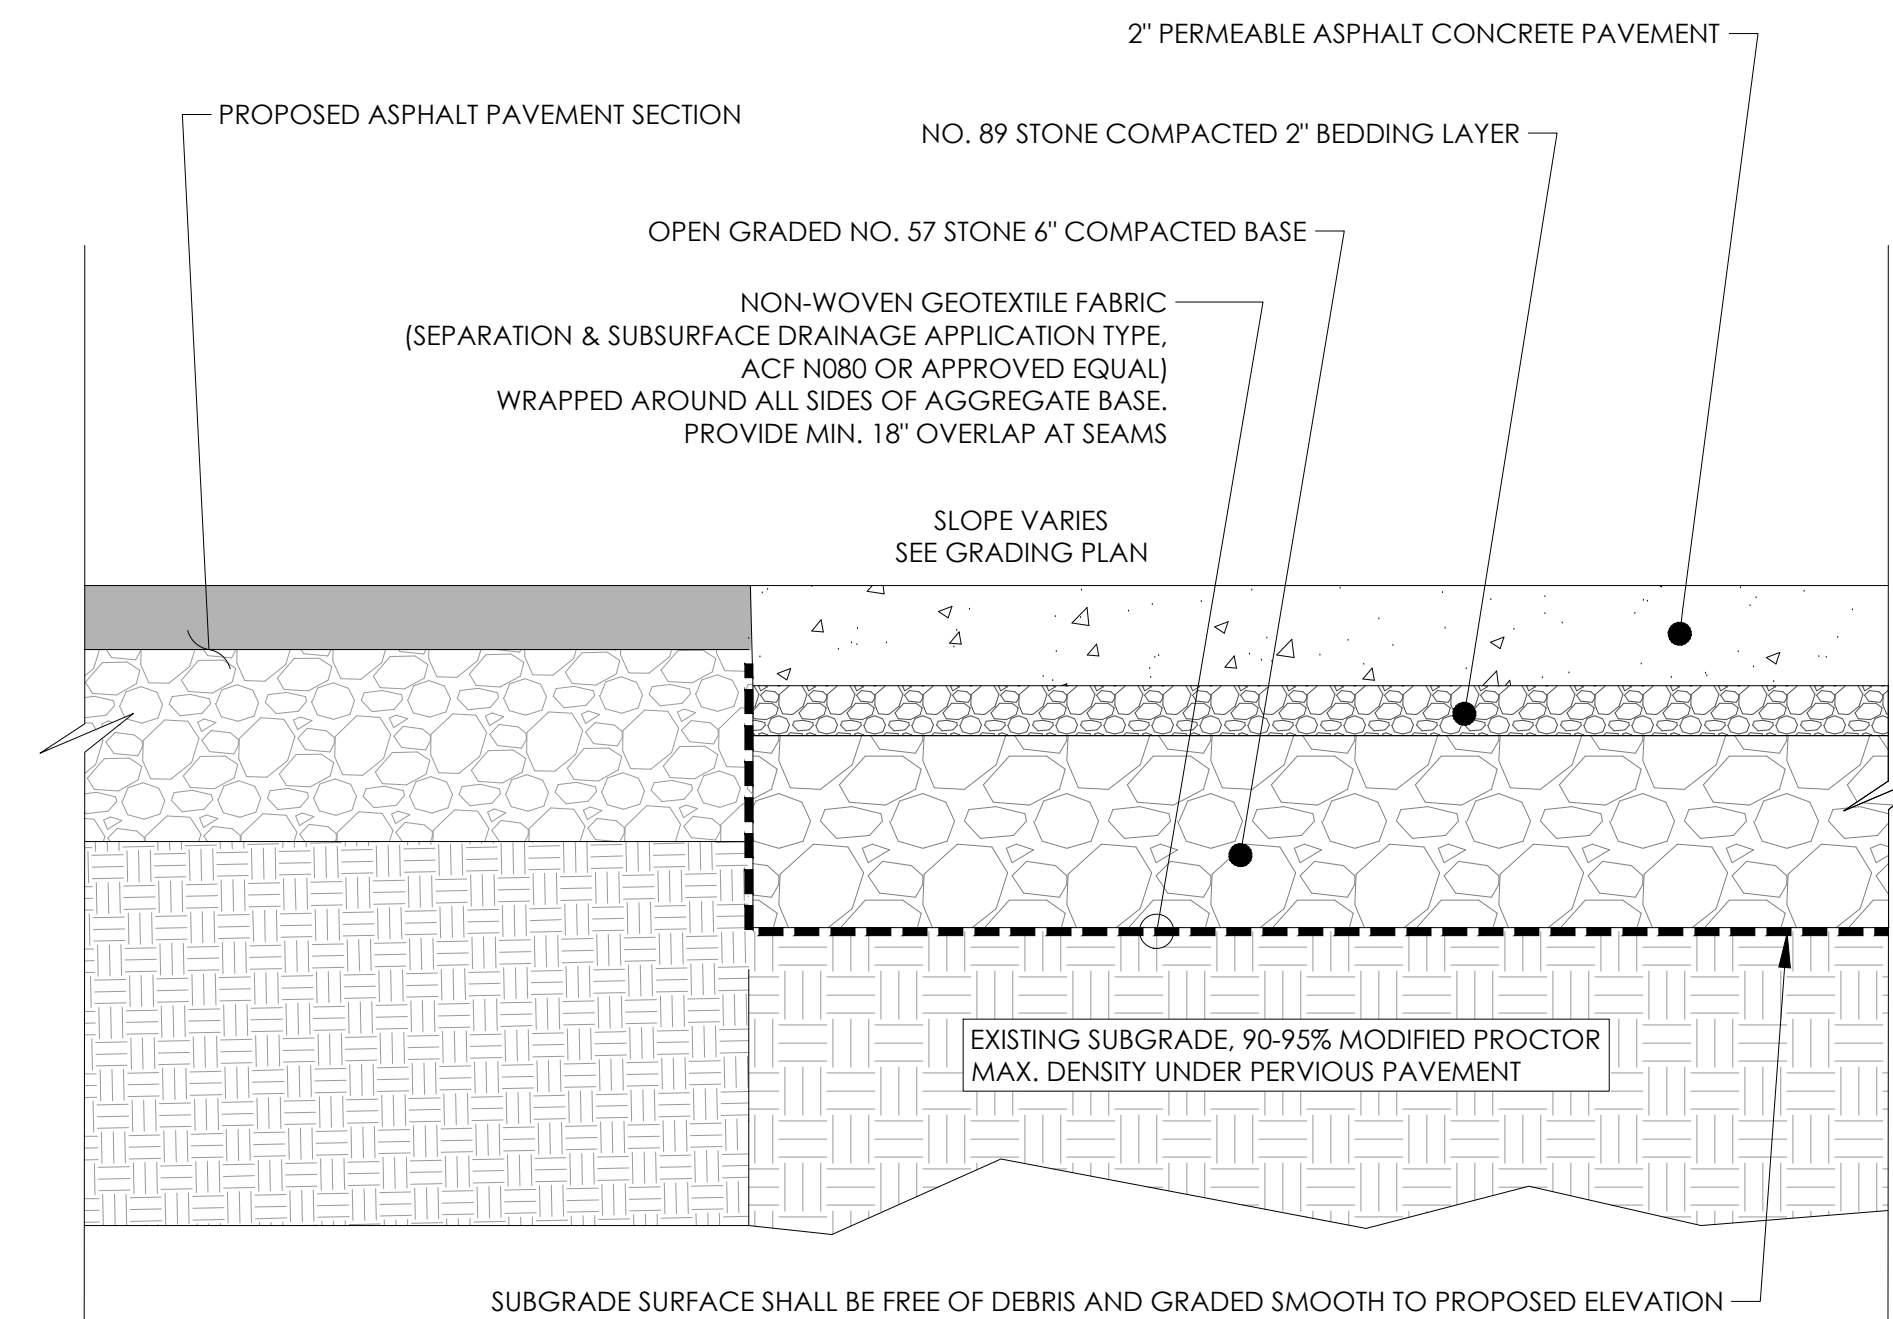 2" PERMEABLE ASPHALT CONCRETE PAVEMENT
PROPOSED ASPHALT PAVEMENT SECTION
NO. 89 STONE COMPACTED 2" BEDDING LAYER
OPEN GRADED NO. 57 STONE 6" COMPACTED BASE
NON-WOVEN GEOTEXTILE FABRIC
(SEPARATION & SUBSURFACE DRAINAGE APPLICATION TYPE,
ACF N080 OR APPROVED EQUAL)
WRAPPED AROUND ALL SIDES OF AGGREGATE BASE.
PROVIDE MIN. 18" OVERLAP AT SEAMS
SLOPE VARIES
SEE GRADING PLAN
EXISTING SUBGRADE, 90-95% MODIFIED PROCTOR
MAX. DENSITY UNDER PERVIOUS PAVEMENT
SUBGRADE SURFACE SHALL BE FREE OF DEBRIS AND GRADED SMOOTH TO PROPOSED ELEVATION